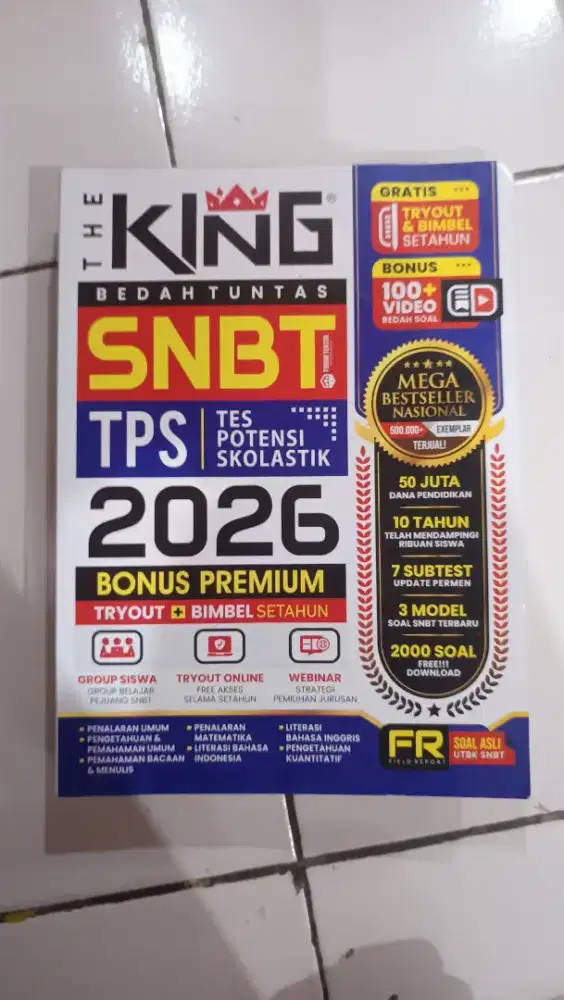 THE
KING®
BEDAH TUNTAS
SNBT
TPS
TES
POTENSI
SKOLASTIK
2026
BONUS PREMIUM
TRYOUT + BIMBEL SETAHUN
GROUP SISWA
GROUP BELAJAR
PEJUANG SNBT
TRYOUT ONLINE
FREE AKSES
SELAMA SETAHUN
WEBINAR
STRATEGI
PEMILIHAN JURUSAN
GRATIS
TRYOUT
& BIMBEL
SETAHUN
BONUS
100+
VIDEO
BEDAH SOAL
MEGA
BESTSELLER
NASIONAL
500.000+ EXEMPLAR
TERJUAL!
50 JUTA
DANA PENDIDIKAN
10 TAHUN
TELAH MENDAMPINGI
RIBUAN SISWA
7 SUBTEST
UPDATE PERMEN
3 MODEL
SOAL SNBT TERBARU
2000 SOAL
FREE!!!
DOWNLOAD
PENALARAN UMUM
PENGETAHUAN &
PEMAHAMAN UMUM
PEMAHAMAN BACAAN
& MENULIS
PENALARAN
MATEMATIKA
LITERASI BAHASA
INDONESIA
LITERASI
BAHASA INGGRIS
PENGETAHUAN
KUANTITATIF
FR
FIELD REPORT
SOAL ASLI
UTBK SNBT